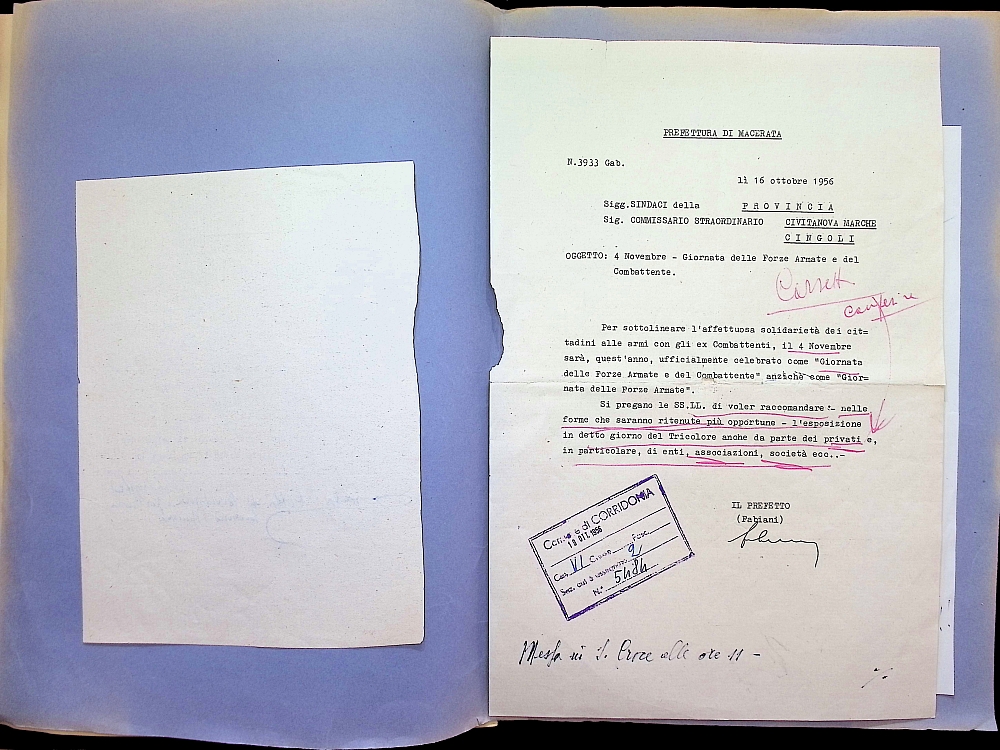 PREFETTURA DI MACERATA
N.3933 Gab.
lì 16 ottobre 1956
Sigg.SINDACI della PROVINCIA
Sig. COMMISSARIO STRAORDINARIO CIVITANOVA MARCHE
CINGOLI
OGGETTO: 4 Novembre - Giornata delle Forze Armate e del
Combattente.
conferire
Per sottolineare l'affettuosa solidarietà dei cit=
tadini alle armi con gli ex Combattenti, il 4 Novembre
sarà, quest'anno, ufficialmente celebrato come "Giornata
delle Forze Armate e del Combattente" anzichè come "Gior=
nata delle Forze Armate".
Si pregano le SS.LL. di voler raccomandare - nelle
forme che saranno ritenute più opportune - l'esposizione
in detto giorno del Tricolore anche da parte dei privati e,
in particolare, di enti, associazioni, società ecc..-
IL PREFETTO
(Fabiani)
Comune di CORRIDONIA
18 OTT. 1956
Cat. VI Classe Fasc.
2
N. 5484
Messa in S. Croce alle ore 11 -